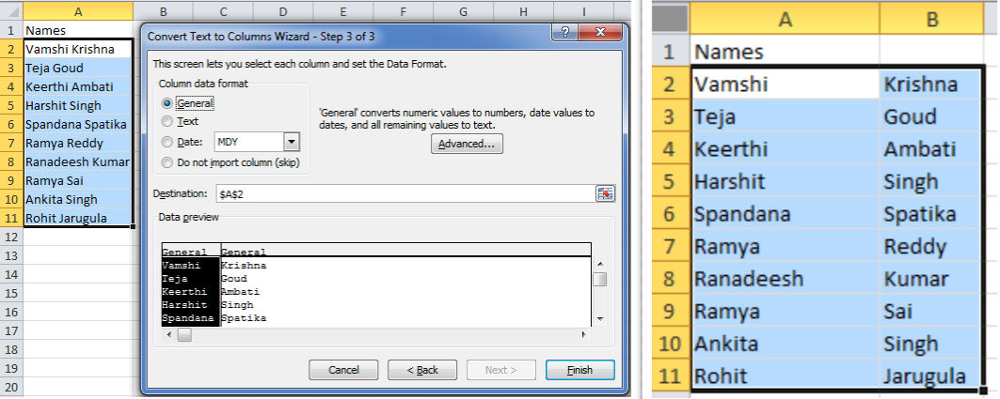 A B C D E F G H I
1 Names
2 Vamshi Krishna
3 Teja Goud
4 Keerthi Ambati
5 Harshit Singh
6 Spandana Spatika
7 Ramya Reddy
8 Ranadeesh Kumar
9 Ramya Sai
10 Ankita Singh
11 Rohit Jarugula
12
13
14
15
16
17
18
19
20
Convert Text to Columns Wizard - Step 3 of 3
?
This screen lets you select each column and set the Data Format.
Column data format
General
Text
Date: MDY
Do not import column (skip)
'General' converts numeric values to numbers, date values to
dates, and all remaining values to text.
Advanced...
Destination: $A$2
Data preview
General General
Vamshi Krishna
Teja Goud
Keerthi Ambati
Harshit Singh
Spandana Spatika
Cancel < Back Next > Finish
A B
1 Names
2 Vamshi Krishna
3 Teja Goud
4 Keerthi Ambati
5 Harshit Singh
6 Spandana Spatika
7 Ramya Reddy
8 Ranadeesh Kumar
9 Ramya Sai
10 Ankita Singh
11 Rohit Jarugula